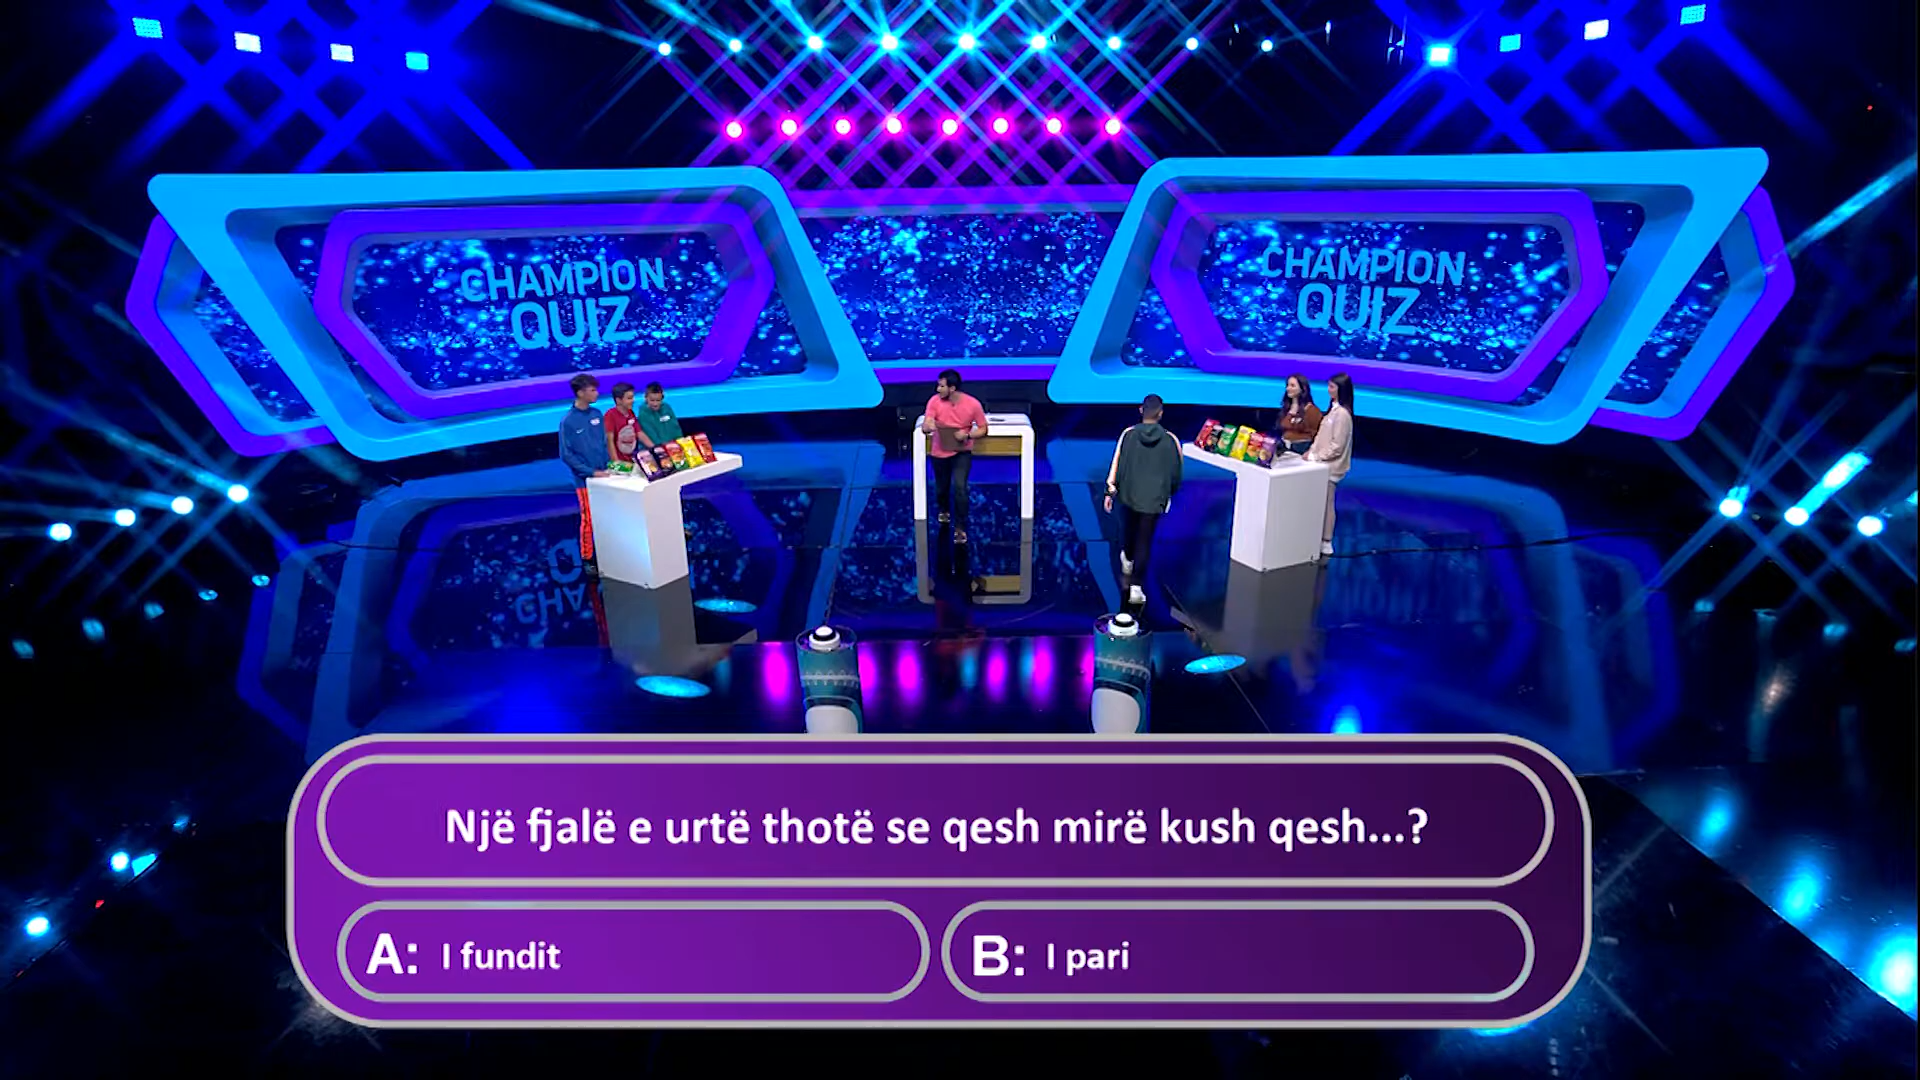 CHAMPION
QUIZ
CHAMPION
QUIZ
Një fjalë e urtë thotë se qesh mirë kush qesh...?
A: I fundit
B: I pari